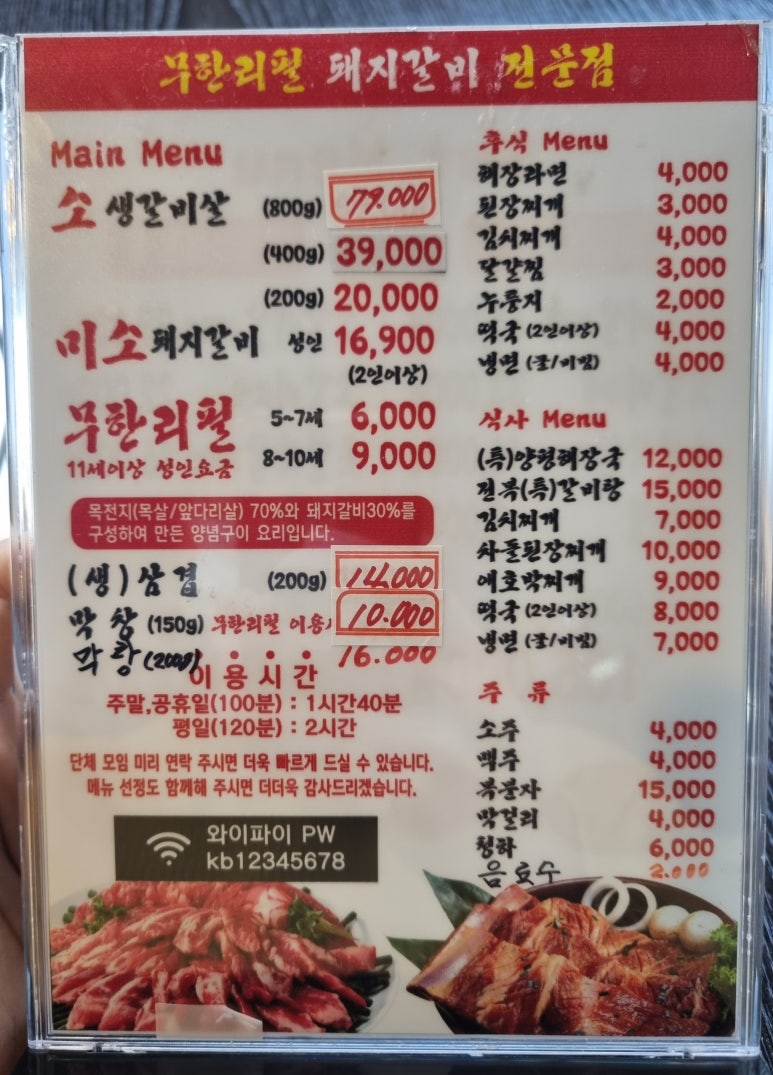 무한리필 돼지갈비 전문점
Main Menu
소 생갈비살 (800g) 79.000
(400g) 39,000
(200g) 20,000
미소 돼지갈비 성인 16,900
(2인이상)
무한리필 5~7세 6,000
11세이상 성인요금 8~10세 9,000
목전지(목살/앞다리살) 70%와 돼지갈비30%를
구성하여 만든 양념구이 요리입니다.
(생)삼겹 (200g) 14.000
막창 (150g) 무한리필 이용시 10.000
막창 (200g) 16.000
이용시간
주말,공휴일(100분) : 1시간40분
평일(120분) : 2시간
단체 모임 미리 연락 주시면 더욱 빠르게 드실 수 있습니다.
메뉴 선정도 함께해 주시면 더더욱 감사드리겠습니다.
와이파이 PW
kb12345678
후식 Menu
해장라면 4,000
된장찌개 3,000
김치찌개 4,000
달갈찜 3,000
누룽지 2,000
떡국 (2인이상) 4,000
냉면 (물/비빔) 4,000
식사 Menu
(특)양평해장국 12,000
전복(특)갈비탕 15,000
김치찌개 7,000
차돌된장찌개 10,000
애호박찌개 9,000
떡국 (2인이상) 8,000
냉면 (물/비빔) 7,000
주 류
소주 4,000
맥주 4,000
복분자 15,000
막걸리 4,000
청하 6,000
음료수 2.000